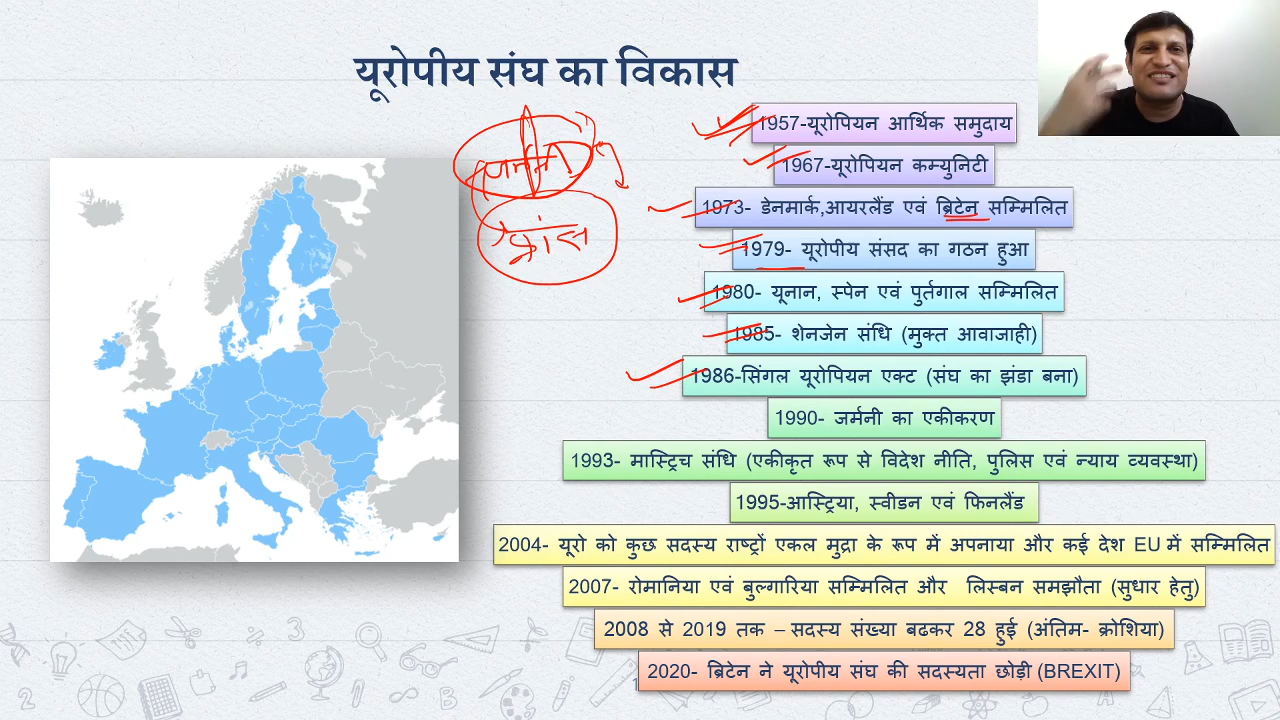 यूरोपीय संघ का विकास
1957-यूरोपियन आर्थिक समुदाय
1967-यूरोपियन कम्युनिटी
1973- डेनमार्क,आयरलैंड एवं ब्रिटेन सम्मिलित
1979- यूरोपीय संसद का गठन हुआ
1980- यूनान, स्पेन एवं पुर्तगाल सम्मिलित
1985- शेनजेन संधि (मुक्त आवाजाही)
1986-सिंगल यूरोपियन एक्ट (संघ का झंडा बना)
1990- जर्मनी का एकीकरण
1993- मास्ट्रिच संधि (एकीकृत रूप से विदेश नीति, पुलिस एवं न्याय व्यवस्था)
1995-आस्ट्रिया, स्वीडन एवं फिनलैंड
2004- यूरो को कुछ सदस्य राष्ट्रों एकल मुद्रा के रूप में अपनाया और कई देश EU में सम्मिलित
2007- रोमानिया एवं बुल्गारिया सम्मिलित और लिस्बन समझौता (सुधार हेतु)
2008 से 2019 तक – सदस्य संख्या बढकर 28 हुई (अंतिम- क्रोशिया)
2020- ब्रिटेन ने यूरोपीय संघ की सदस्यता छोड़ी (BREXIT)
फ्रांस